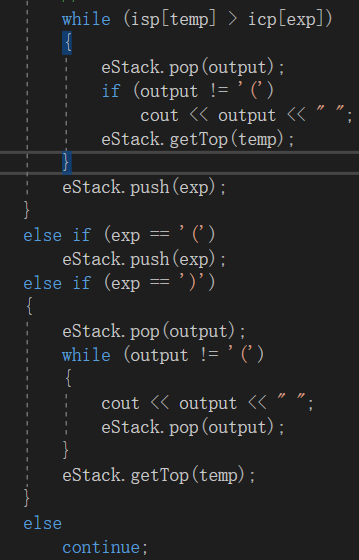 while (isp[temp] > icp[exp])
{
eStack.pop(output);
if (output != '(')
cout << output << " ";
eStack.getTop(temp);
}
eStack.push(exp);
}
else if (exp == '(')
eStack.push(exp);
else if (exp == ')')
{
eStack.pop(output);
while (output != '(')
{
cout << output << " ";
eStack.pop(output);
}
eStack.getTop(temp);
}
else
continue;